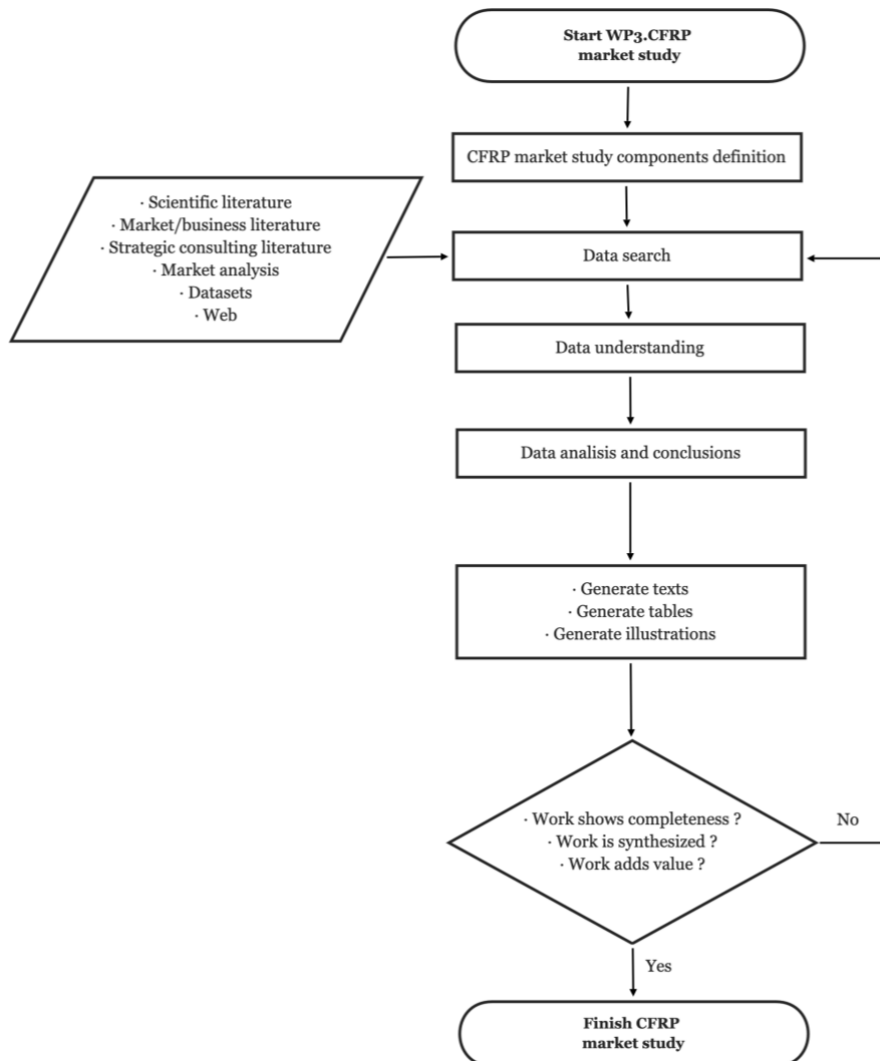 Start WP3.CFRP
market study
CFRP market study components definition
· Scientific literature
· Market/business literature
· Strategic consulting literature
· Market analysis
· Datasets
· Web
Data search
Data understanding
Data analisis and conclusions
· Generate texts
· Generate tables
· Generate illustrations
· Work shows completeness ?
· Work is synthesized ?
· Work adds value ?
No
Yes
Finish CFRP
market study